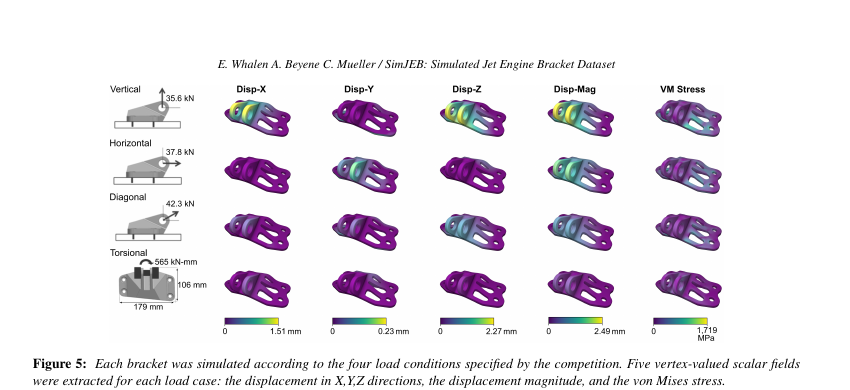 E. Whalen A. Beyene C. Mueller / SimJEB: Simulated Jet Engine Bracket Dataset
Disp-X Disp-Y Disp-Z Disp-Mag VM Stress
Vertical
35.6 kN
Horizontal
37.8 kN
Diagonal
42.3 kN
Torsional
565 kN-mm
106 mm
179 mm
0 1.51 mm 0 0.23 mm 0 2.27 mm 0 2.49 mm 0 1,719
MPa
Figure 5: Each bracket was simulated according to the four load conditions specified by the competition. Five vertex-valued scalar fields
were extracted for each load case: the displacement in X,Y,Z directions, the displacement magnitude, and the von Mises stress.